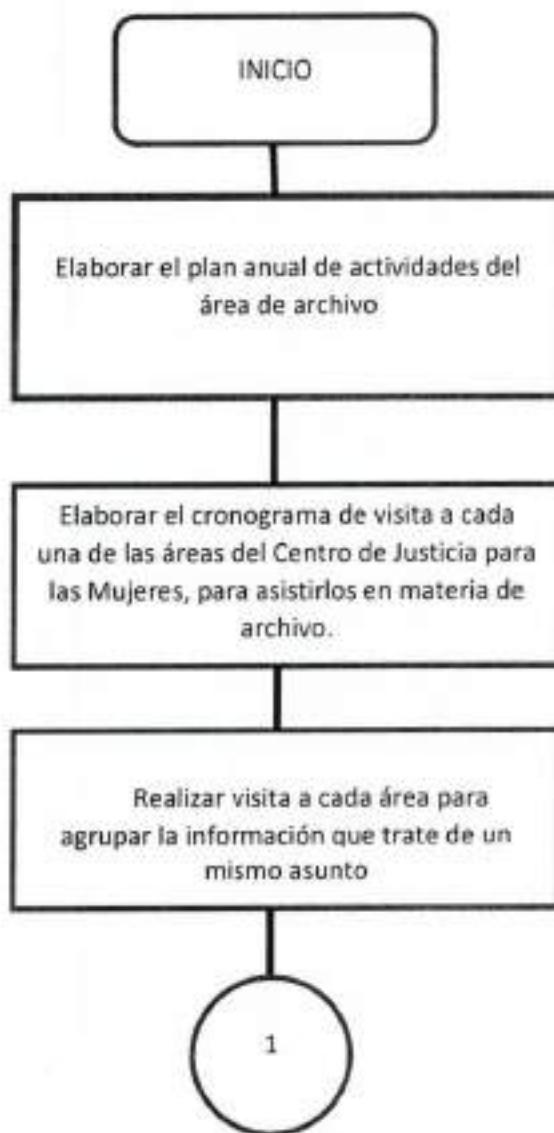 INICIO
Elaborar el plan anual de actividades del
área de archivo
Elaborar el cronograma de visita a cada
una de las áreas del Centro de Justicia para
las Mujeres, para asistirlos en materia de
archivo.
Realizar visita a cada área para
agrupar la información que trate de un
mismo asunto
1